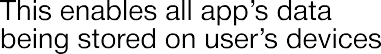 This enables all app’s data
being stored on user’s devices